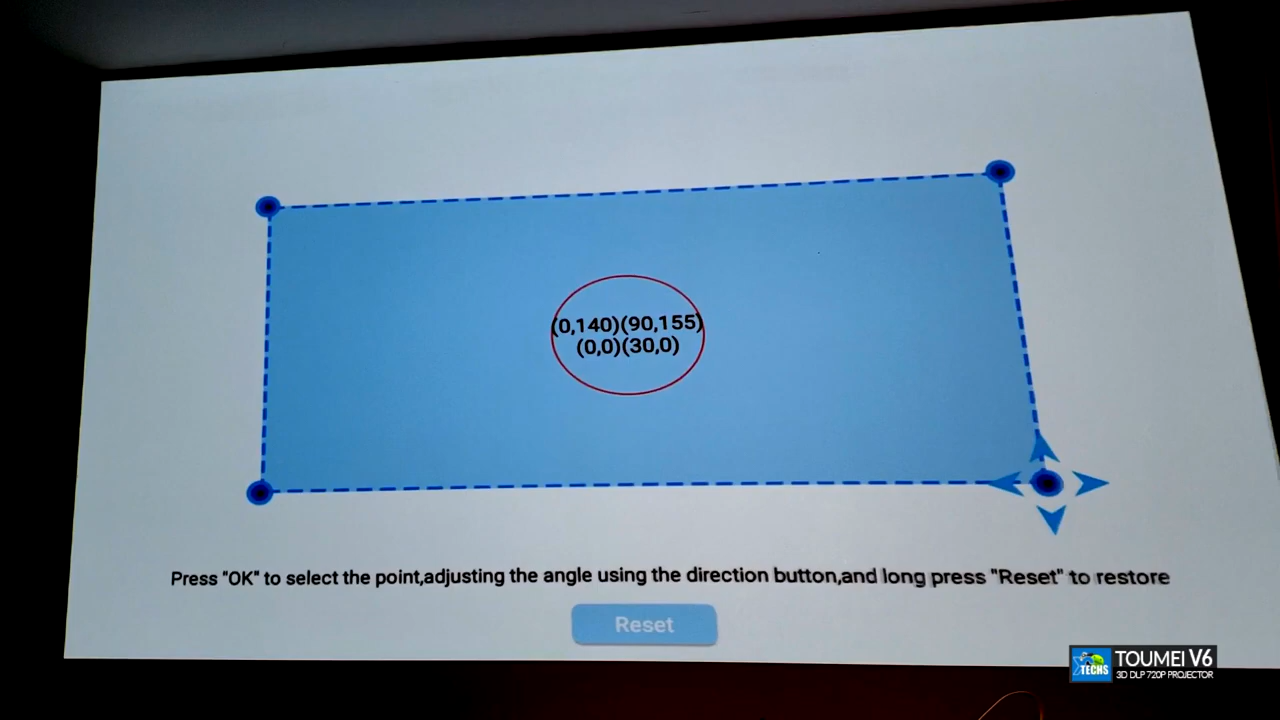 (0,140)(90,155)
(0,0)(30,0)
Press "OK" to select the point,adjusting the angle using the direction button,and long press "Reset" to restore
Reset
TECHS
TOUMEI V6
3D DLP 720P PROJECTOR